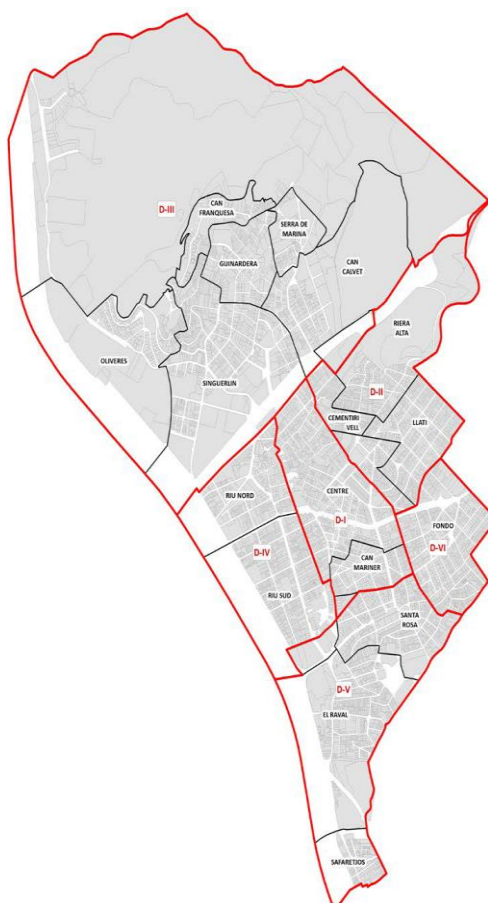 D-III
CAN
FRANQUESA
SERRA DE
MARINA
GUINARDERA
CAN
CALVET
RIERA
ALTA
OLIVERES
SINGUERLIN
D-II
CEMENTIRI
VELL
LLATI
RIU NORD
CENTRE
D-I
FONDO
D-VI
D-IV
CAN
MARINER
RIU SUD
SANTA
ROSA
D-V
EL RAVAL
SAFARETJOS